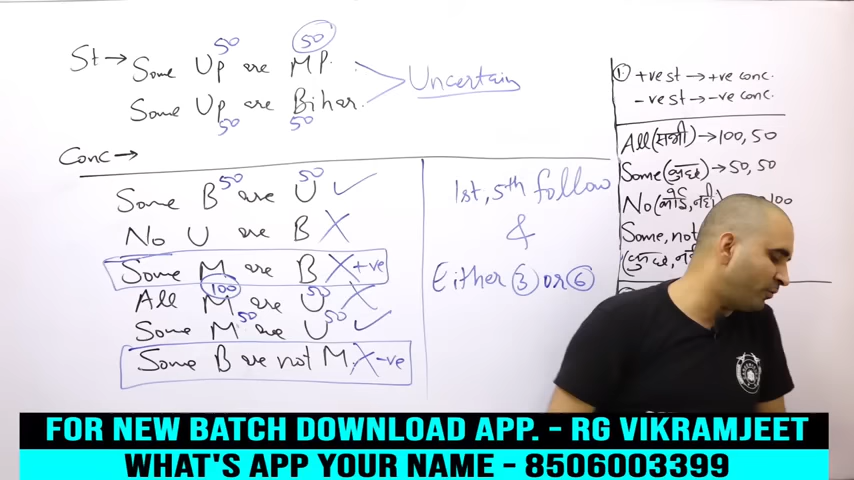 50 50
St → Some Up are MP.
Some Up are Bihar.
50 50
Uncertain
Conc →
50 50
Some B are U ✓
No U are B X
Some M are B X +ve
100 50
All M are U X
50 50
Some M are U ✓
Some B are not M X -ve
1st, 5th follow
&
Either 3 or 6
1. +ve st → +ve conc.
-ve st → -ve conc.
All (सभी) → 100, 50
Some (कुछ) → 50, 50
No (कोई, नही) 100
Some, not
(कुछ, नही
FOR NEW BATCH DOWNLOAD APP. - RG VIKRAMJEET
WHAT'S APP YOUR NAME - 8506003399